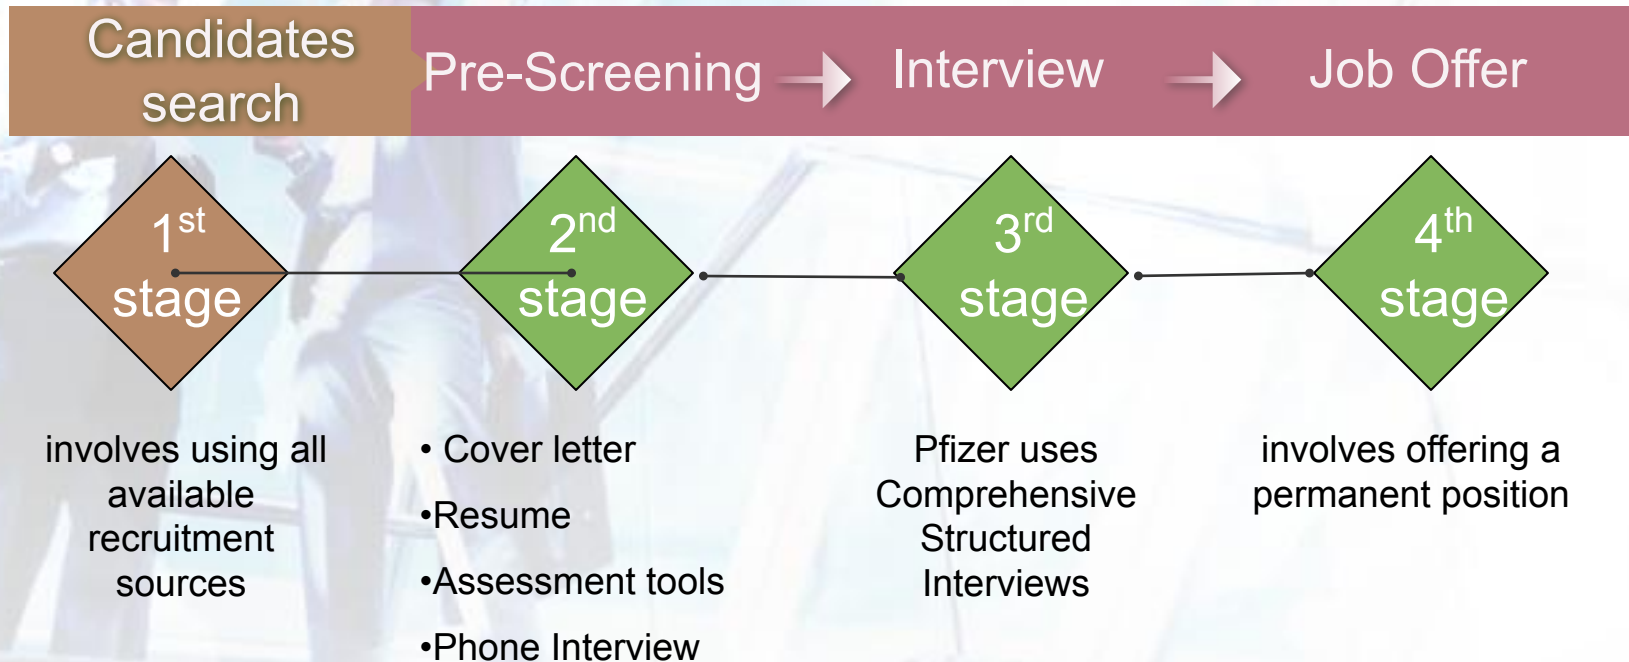 Candidates
search
Pre-Screening
Interview
Job Offer
1st
stage
2nd
stage
3rd
stage
4th
stage
involves using all
available
recruitment
sources
• Cover letter
•Resume
•Assessment tools
•Phone Interview
Pfizer uses
Comprehensive
Structured
Interviews
involves offering a
permanent position